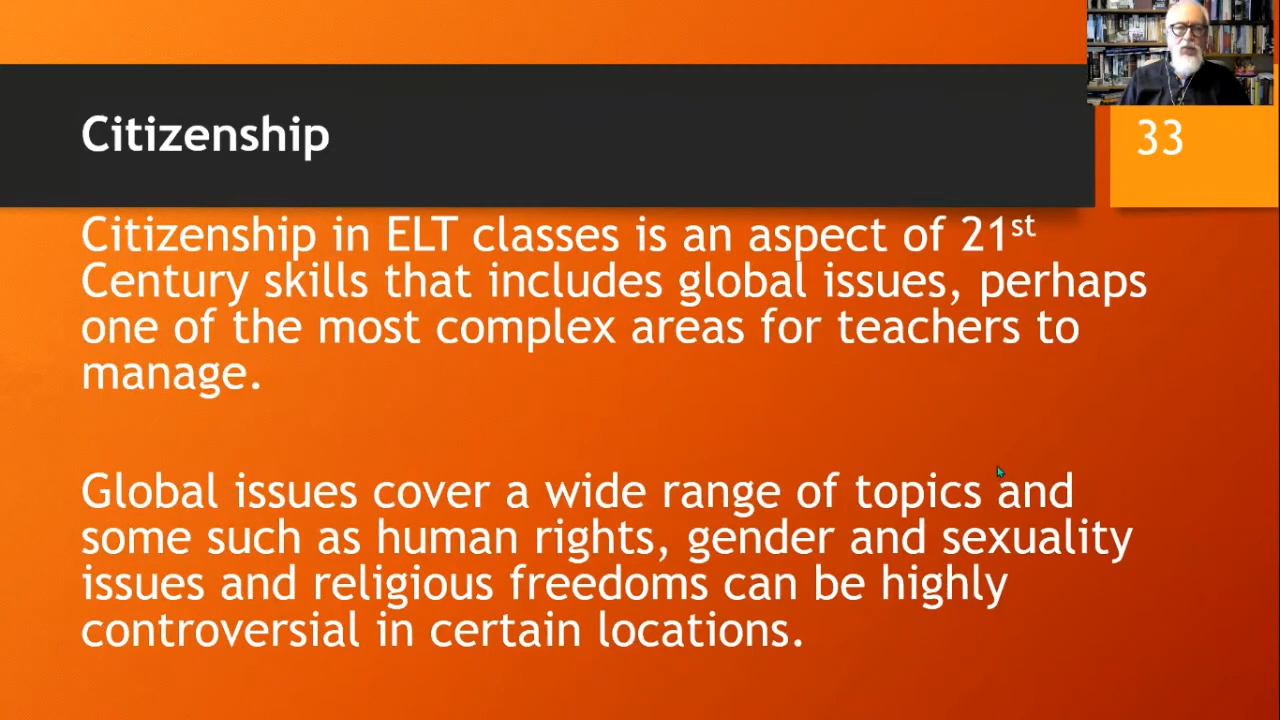 Citizenship
33
Citizenship in ELT classes is an aspect of 21st
Century skills that includes global issues, perhaps
one of the most complex areas for teachers to
manage.
Global issues cover a wide range of topics and
some such as human rights, gender and sexuality
issues and religious freedoms can be highly
controversial in certain locations.